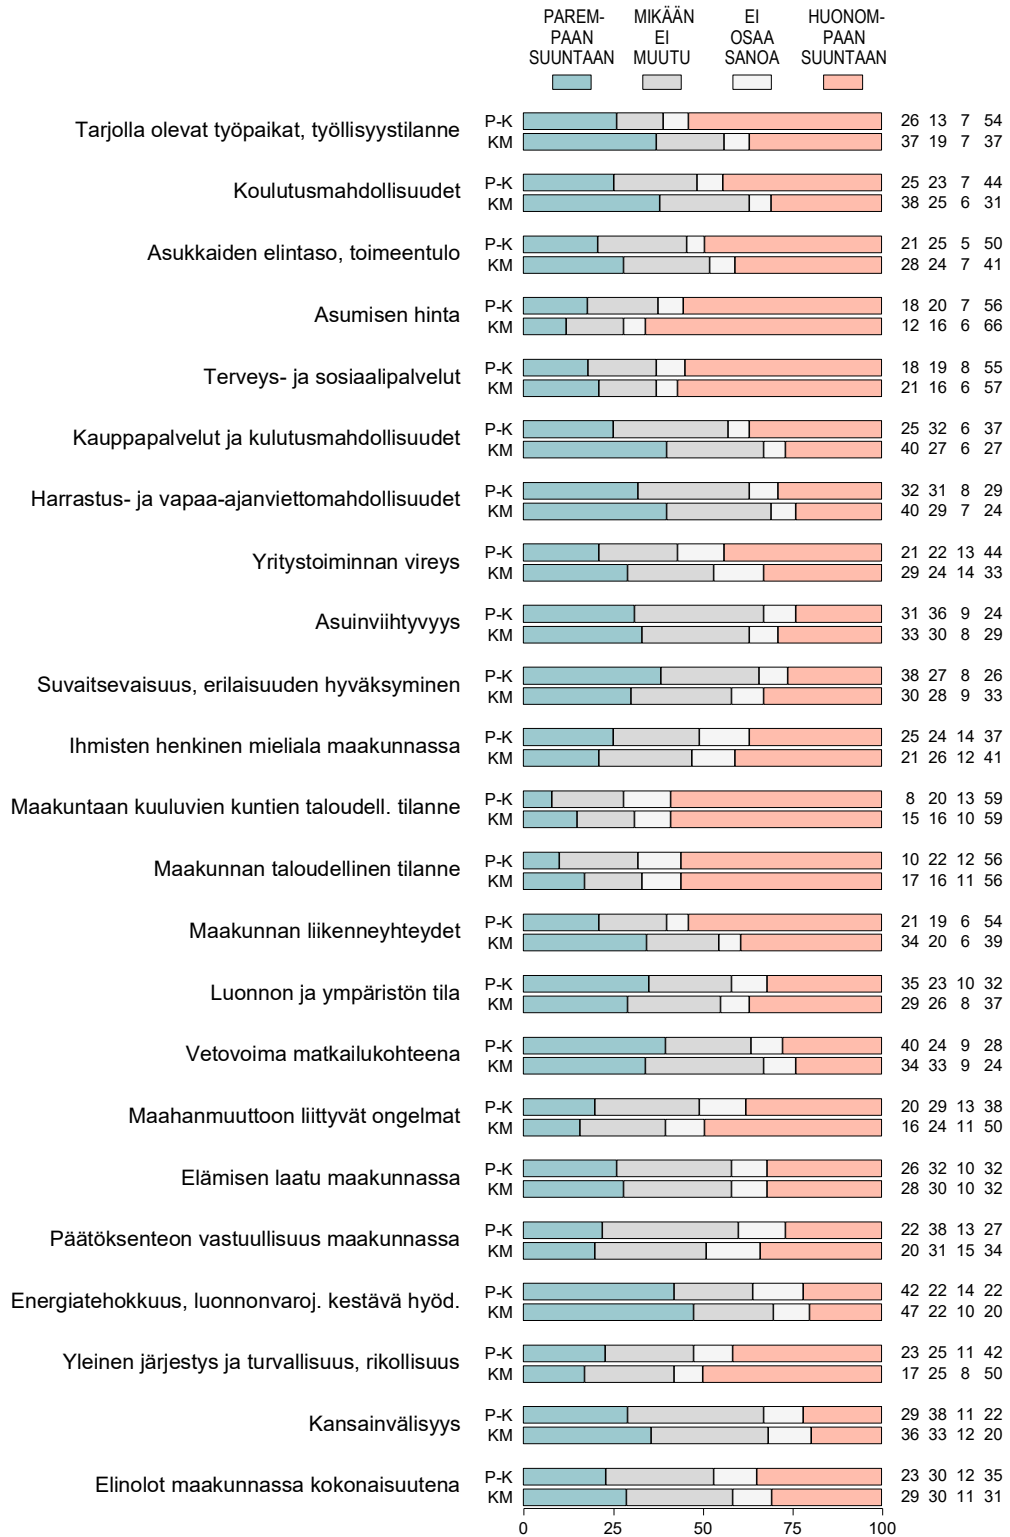 PAREM-
PAAN
SUUNTAAN
MIKÄÄN
EI
MUUTU
EI
OSAA
SANOA
HUONOM-
PAAN
SUUNTAAN
Tarjolla olevat työpaikat, työllisyystilanne
P-K 26 13 7 54
KM 37 19 7 37
Koulutusmahdollisuudet
P-K 25 23 7 44
KM 38 25 6 31
Asukkaiden elintaso, toimeentulo
P-K 21 25 5 50
KM 28 24 7 41
Asumisen hinta
P-K 18 20 7 56
KM 12 16 6 66
Terveys- ja sosiaalipalvelut
P-K 18 19 8 55
KM 21 16 6 57
Kauppapalvelut ja kulutusmahdollisuudet
P-K 25 32 6 37
KM 40 27 6 27
Harrastus- ja vapaa-ajanviettomahdollisuudet
P-K 32 31 8 29
KM 40 29 7 24
Yritystoiminnan vireys
P-K 21 22 13 44
KM 29 24 14 33
Asuinviihtyvyys
P-K 31 36 9 24
KM 33 30 8 29
Suvaitsevaisuus, erilaisuuden hyväksyminen
P-K 38 27 8 26
KM 30 28 9 33
Ihmisten henkinen mieliala maakunnassa
P-K 25 24 14 37
KM 21 26 12 41
Maakuntaan kuuluvien kuntien taloudell. tilanne
P-K 8 20 13 59
KM 15 16 10 59
Maakunnan taloudellinen tilanne
P-K 10 22 12 56
KM 17 16 11 56
Maakunnan liikenneyhteydet
P-K 21 19 6 54
KM 34 20 6 39
Luonnon ja ympäristön tila
P-K 35 23 10 32
KM 29 26 8 37
Vetovoima matkailukohteena
P-K 40 24 9 28
KM 34 33 9 24
Maahanmuuttoon liittyvät ongelmat
P-K 20 29 13 38
KM 16 24 11 50
Elämisen laatu maakunnassa
P-K 26 32 10 32
KM 28 30 10 32
Päätöksenteon vastuullisuus maakunnassa
P-K 22 38 13 27
KM 20 31 15 34
Energiatehokkuus, luonnonvaroj. kestävä hyöd.
P-K 42 22 14 22
KM 47 22 10 20
Yleinen järjestys ja turvallisuus, rikollisuus
P-K 23 25 11 42
KM 17 25 8 50
Kansainvälisyys
P-K 29 38 11 22
KM 36 33 12 20
Elinolot maakunnassa kokonaisuutena
P-K 23 30 12 35
KM 29 30 11 31
0 25 50 75 100